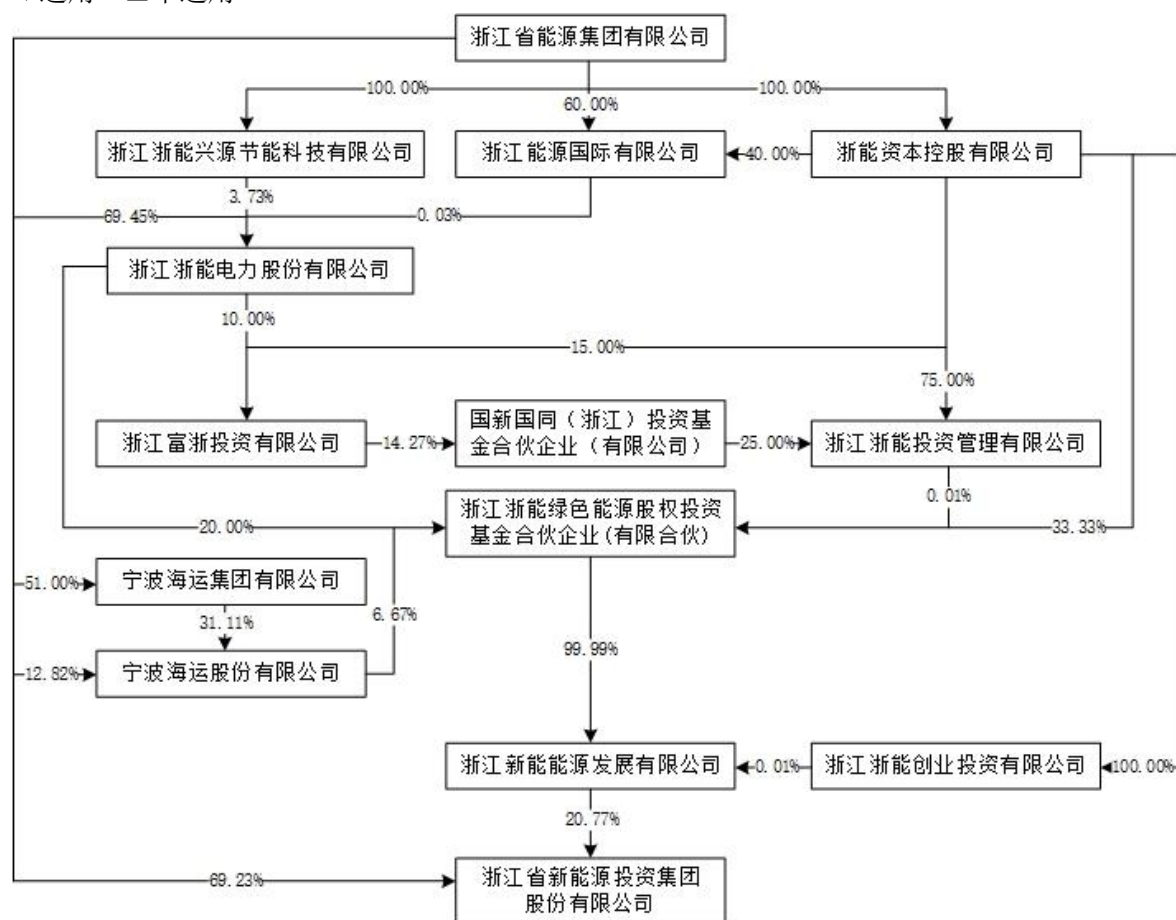 浙江省能源集团有限公司
100.00%
60.00%
100.00%
浙江浙能兴源节能科技有限公司
浙江能源国际有限公司
40.00%
浙能资本控股有限公司
3.73%
69.45%
0.03%
浙江浙能电力股份有限公司
10.00%
15.00%
75.00%
浙江富浙投资有限公司
14.27%
国新国同（浙江）投资基
金合伙企业（有限公司）
25.00%
浙江浙能投资管理有限公司
0.01%
浙江浙能绿色能源股权投资
基金合伙企业(有限合伙)
20.00%
33.33%
51.00%
宁波海运集团有限公司
6.67%
31.11%
99.99%
12.82%
宁波海运股份有限公司
浙江新能能源发展有限公司
0.01%
浙江浙能创业投资有限公司
100.00%
20.77%
69.23%
浙江省新能源投资集团
股份有限公司